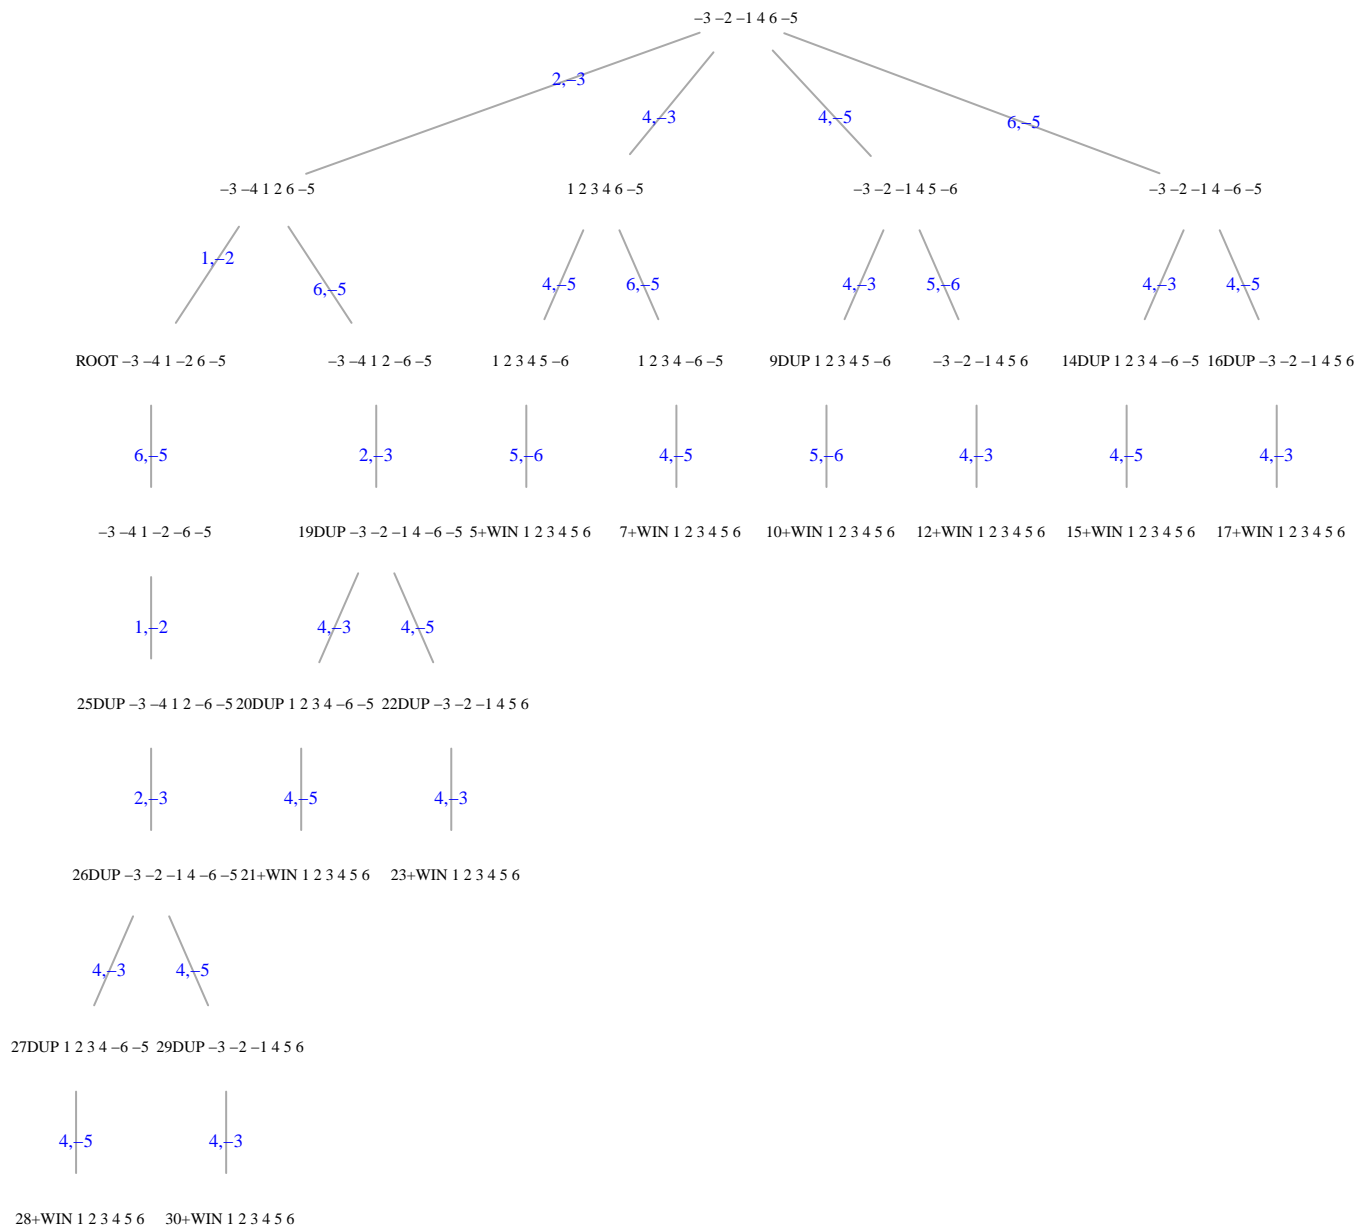 −3 −2 −1 4 6 −5
2,−3
4,−3
4,−5
6,−5
−3 −4 1 2 6 −5
1 2 3 4 6 −5
−3 −2 −1 4 5 −6
−3 −2 −1 4 −6 −5
1,−2
6,−5
4,−5
6,−5
4,−3
5,−6
4,−3
4,−5
ROOT −3 −4 1 −2 6 −5
−3 −4 1 2 −6 −5
1 2 3 4 5 −6
1 2 3 4 −6 −5
9DUP 1 2 3 4 5 −6
−3 −2 −1 4 5 6
14DUP 1 2 3 4 −6 −5
16DUP −3 −2 −1 4 5 6
6,−5
2,−3
5,−6
4,−5
5,−6
4,−3
4,−5
4,−3
−3 −4 1 −2 −6 −5
19DUP −3 −2 −1 4 −6 −5
5+WIN 1 2 3 4 5 6
7+WIN 1 2 3 4 5 6
10+WIN 1 2 3 4 5 6
12+WIN 1 2 3 4 5 6
15+WIN 1 2 3 4 5 6
17+WIN 1 2 3 4 5 6
1,−2
4,−3
4,−5
25DUP −3 −4 1 2 −6 −5
20DUP 1 2 3 4 −6 −5
22DUP −3 −2 −1 4 5 6
2,−3
4,−5
4,−3
26DUP −3 −2 −1 4 −6 −5
21+WIN 1 2 3 4 5 6
23+WIN 1 2 3 4 5 6
4,−3
4,−5
27DUP 1 2 3 4 −6 −5
29DUP −3 −2 −1 4 5 6
4,−5
4,−3
28+WIN 1 2 3 4 5 6
30+WIN 1 2 3 4 5 6